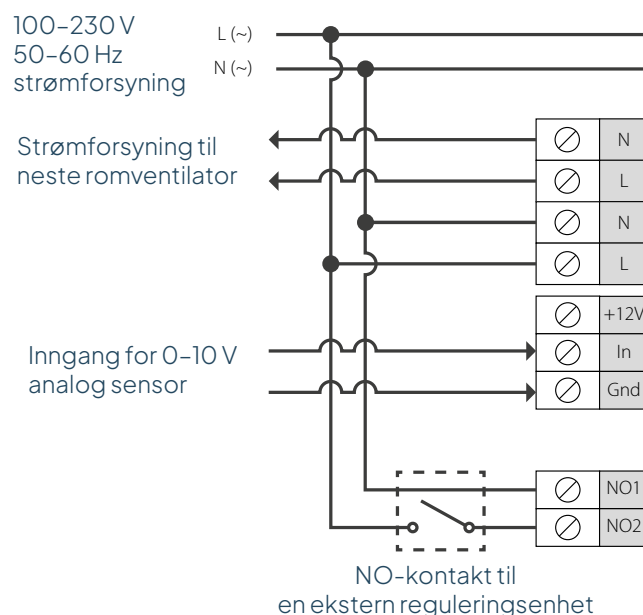 100–230 V
50–60 Hz
strømforsyning
L (~)
N (~)
Strømforsyning til
neste romventilator
N
L
N
L
+12V
In
Gnd
Inngang for 0–10 V
analog sensor
NO1
NO2
NO-kontakt til
en ekstern reguleringsenhet